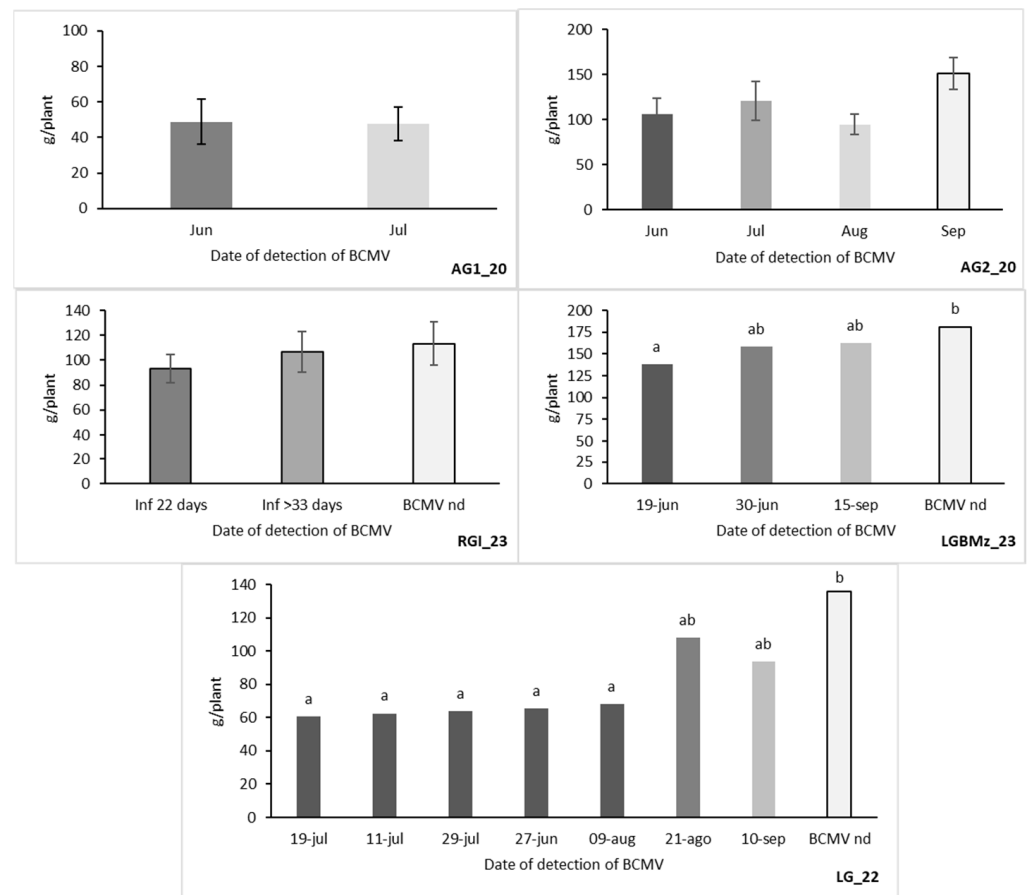 100
80
60
40
20
0
g/plant
Jun Jul
Date of detection of BCMV
AG1_20
200
150
100
50
0
g/plant
Jun Jul Aug Sep
Date of detection of BCMV
AG2_20
140
120
100
80
60
40
20
0
g/plant
Inf 22 days Inf >33 days BCMV nd
Date of detection of BCMV
RGI_23
200
175
150
125
100
75
50
25
0
g/plant
a ab ab b
19-jun 30-jun 15-sep BCMV nd
Date of detection of BCMV
LGBMz_23
140
120
100
80
60
40
20
0
g/plant
a a a a a ab ab b
19-jul 11-jul 29-jul 27-jun 09-aug 21-ago 10-sep BCMV nd
Date of detection of BCMV
LG_22